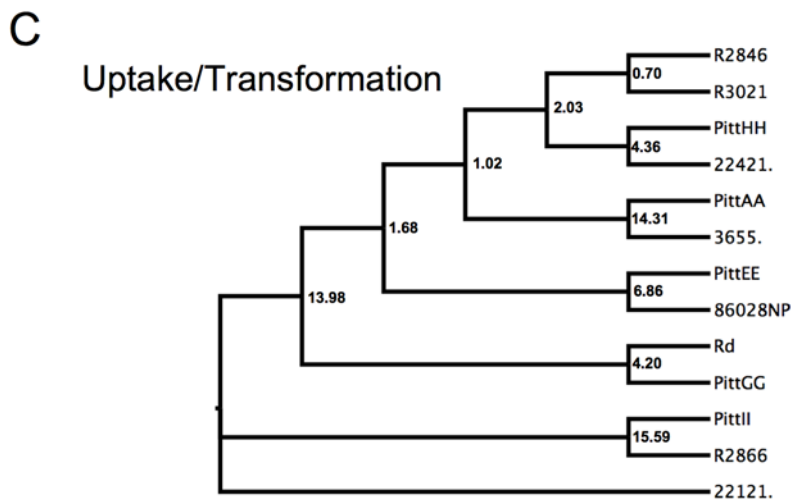 C
Uptake/Transformation
R2846
0.70
R3021
2.03
PittHH
4.36
22421.
1.02
PittAA
14.31
3655.
1.68
PittEE
6.86
86028NP
13.98
Rd
4.20
PittGG
PittII
15.59
R2866
22121.